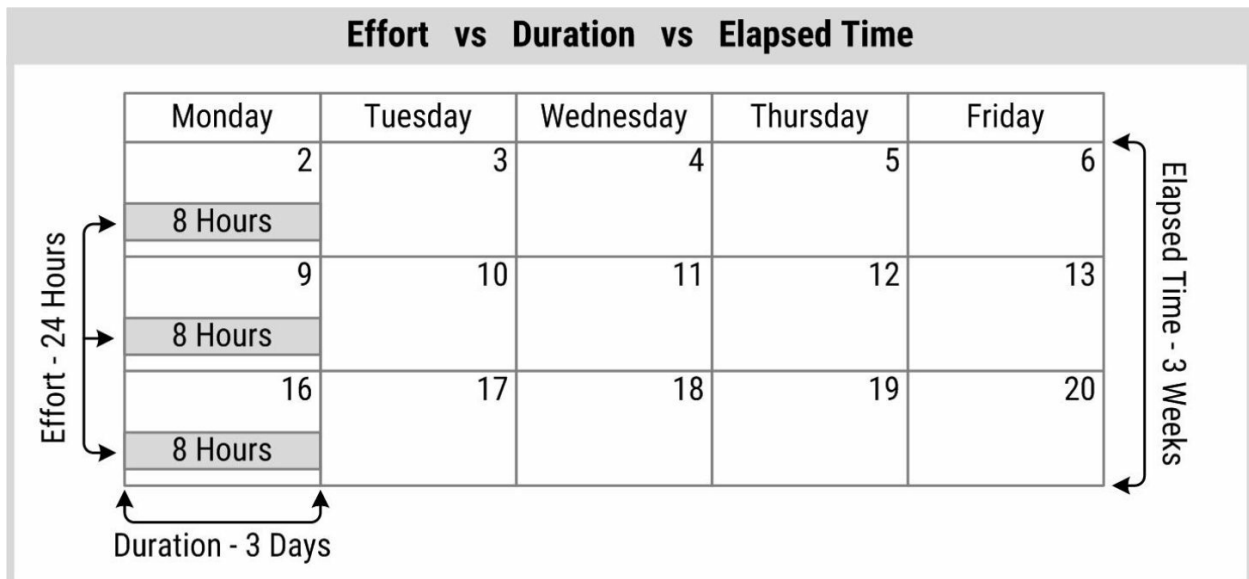 Effort vs Duration vs Elapsed Time
Monday Tuesday Wednesday Thursday Friday
2 3 4 5 6
8 Hours
9 10 11 12 13
8 Hours
16 17 18 19 20
8 Hours
Effort - 24 Hours
Elapsed Time - 3 Weeks
Duration - 3 Days